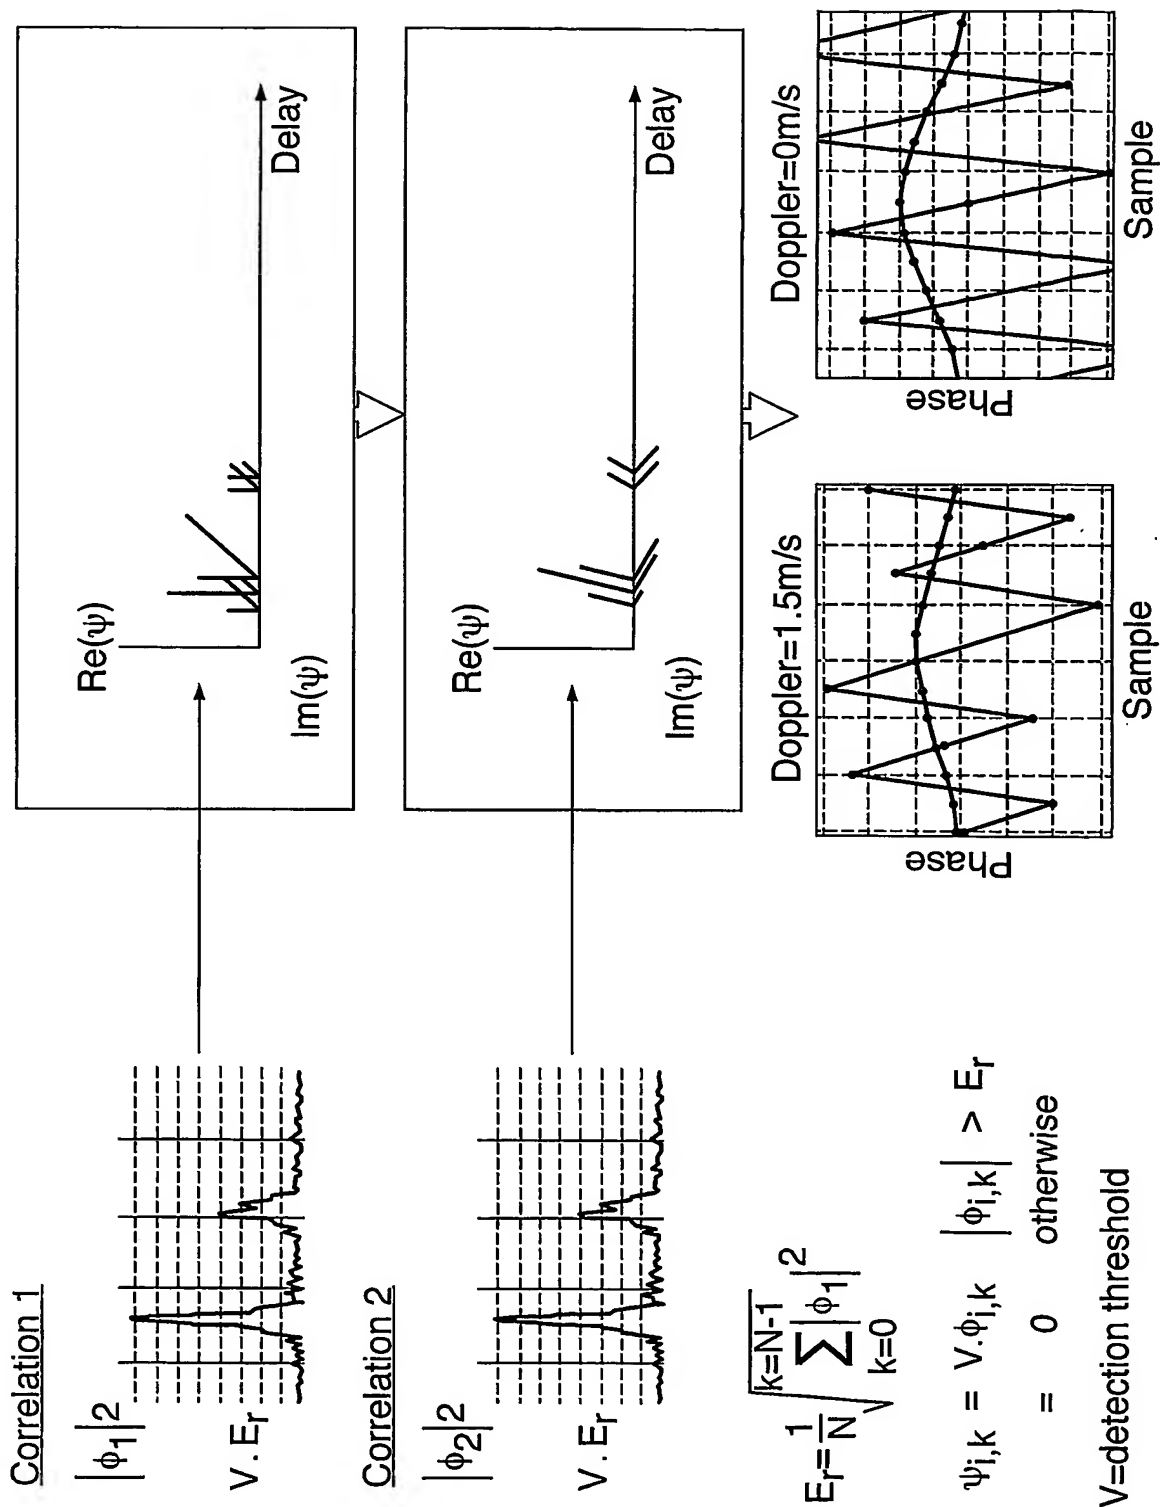 Correlation 1
|ϕ₁|²
V.Eᵣ
Re(ψ)
Im(ψ)
Delay
Correlation 2
|ϕ₂|²
V.Eᵣ
Re(ψ)
Im(ψ)
Delay
Eᵣ=1/N √ k=N-1 Σ k=0 |ϕ₁|²
ψᵢ,ₖ = V.ϕᵢ,ₖ |ϕᵢ,ₖ| > Eᵣ
= 0 otherwise
V=detection threshold
Doppler=1.5m/s
Phase
Sample
Doppler=0m/s
Phase
Sample